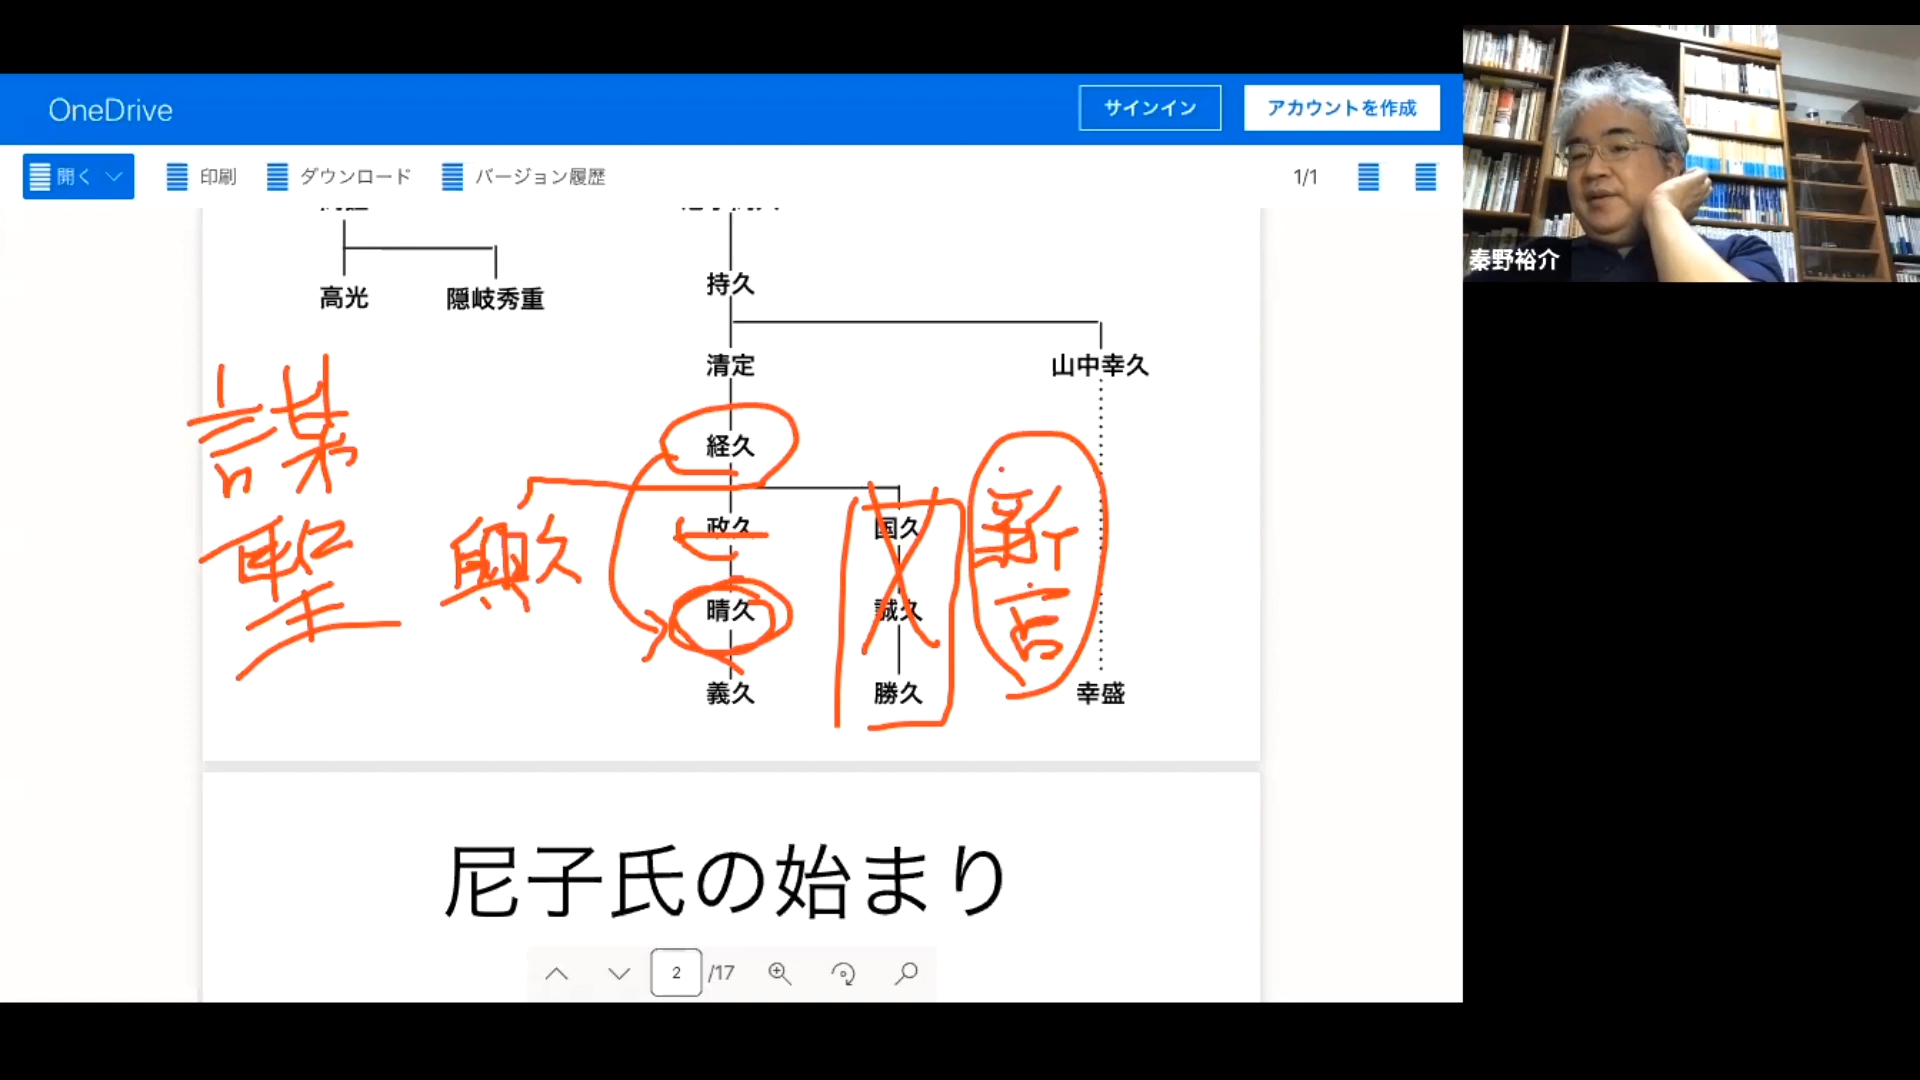 OneDrive
サインイン
アカウントを作成
開く
印刷
ダウンロード
バージョン履歴
1/1
秦野裕介
高光
隠岐秀重
持久
清定
山中幸久
経久
政久
国久
晴久
誠久
義久
勝久
幸盛
謀
聖
興久
新
宮
尼子氏の始まり
2 /17